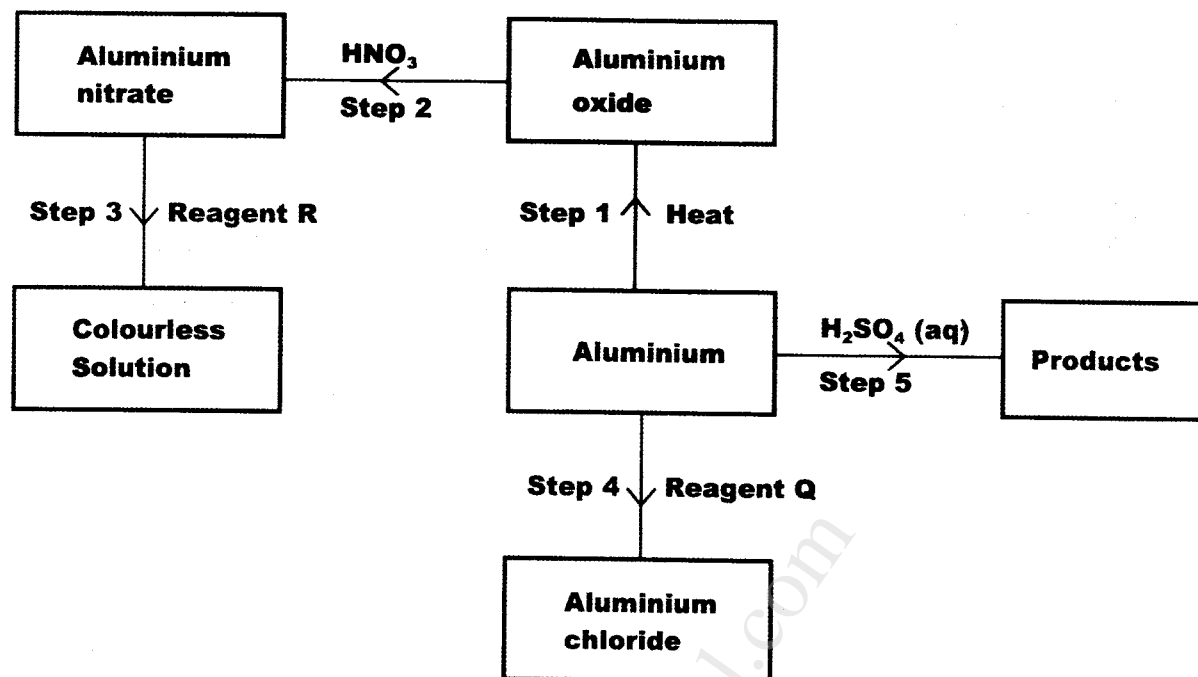 Aluminium
nitrate
HNO₃
Step 2
Aluminium
oxide
Step 3
Reagent R
Step 1
Heat
Colourless
Solution
Aluminium
H₂SO₄ (aq)
Step 5
Products
Step 4
Reagent Q
Aluminium
chloride